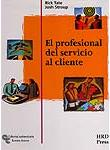 Rick Tate
Josh Stroup
El profesional
del servicio
al cliente
HRD
Press